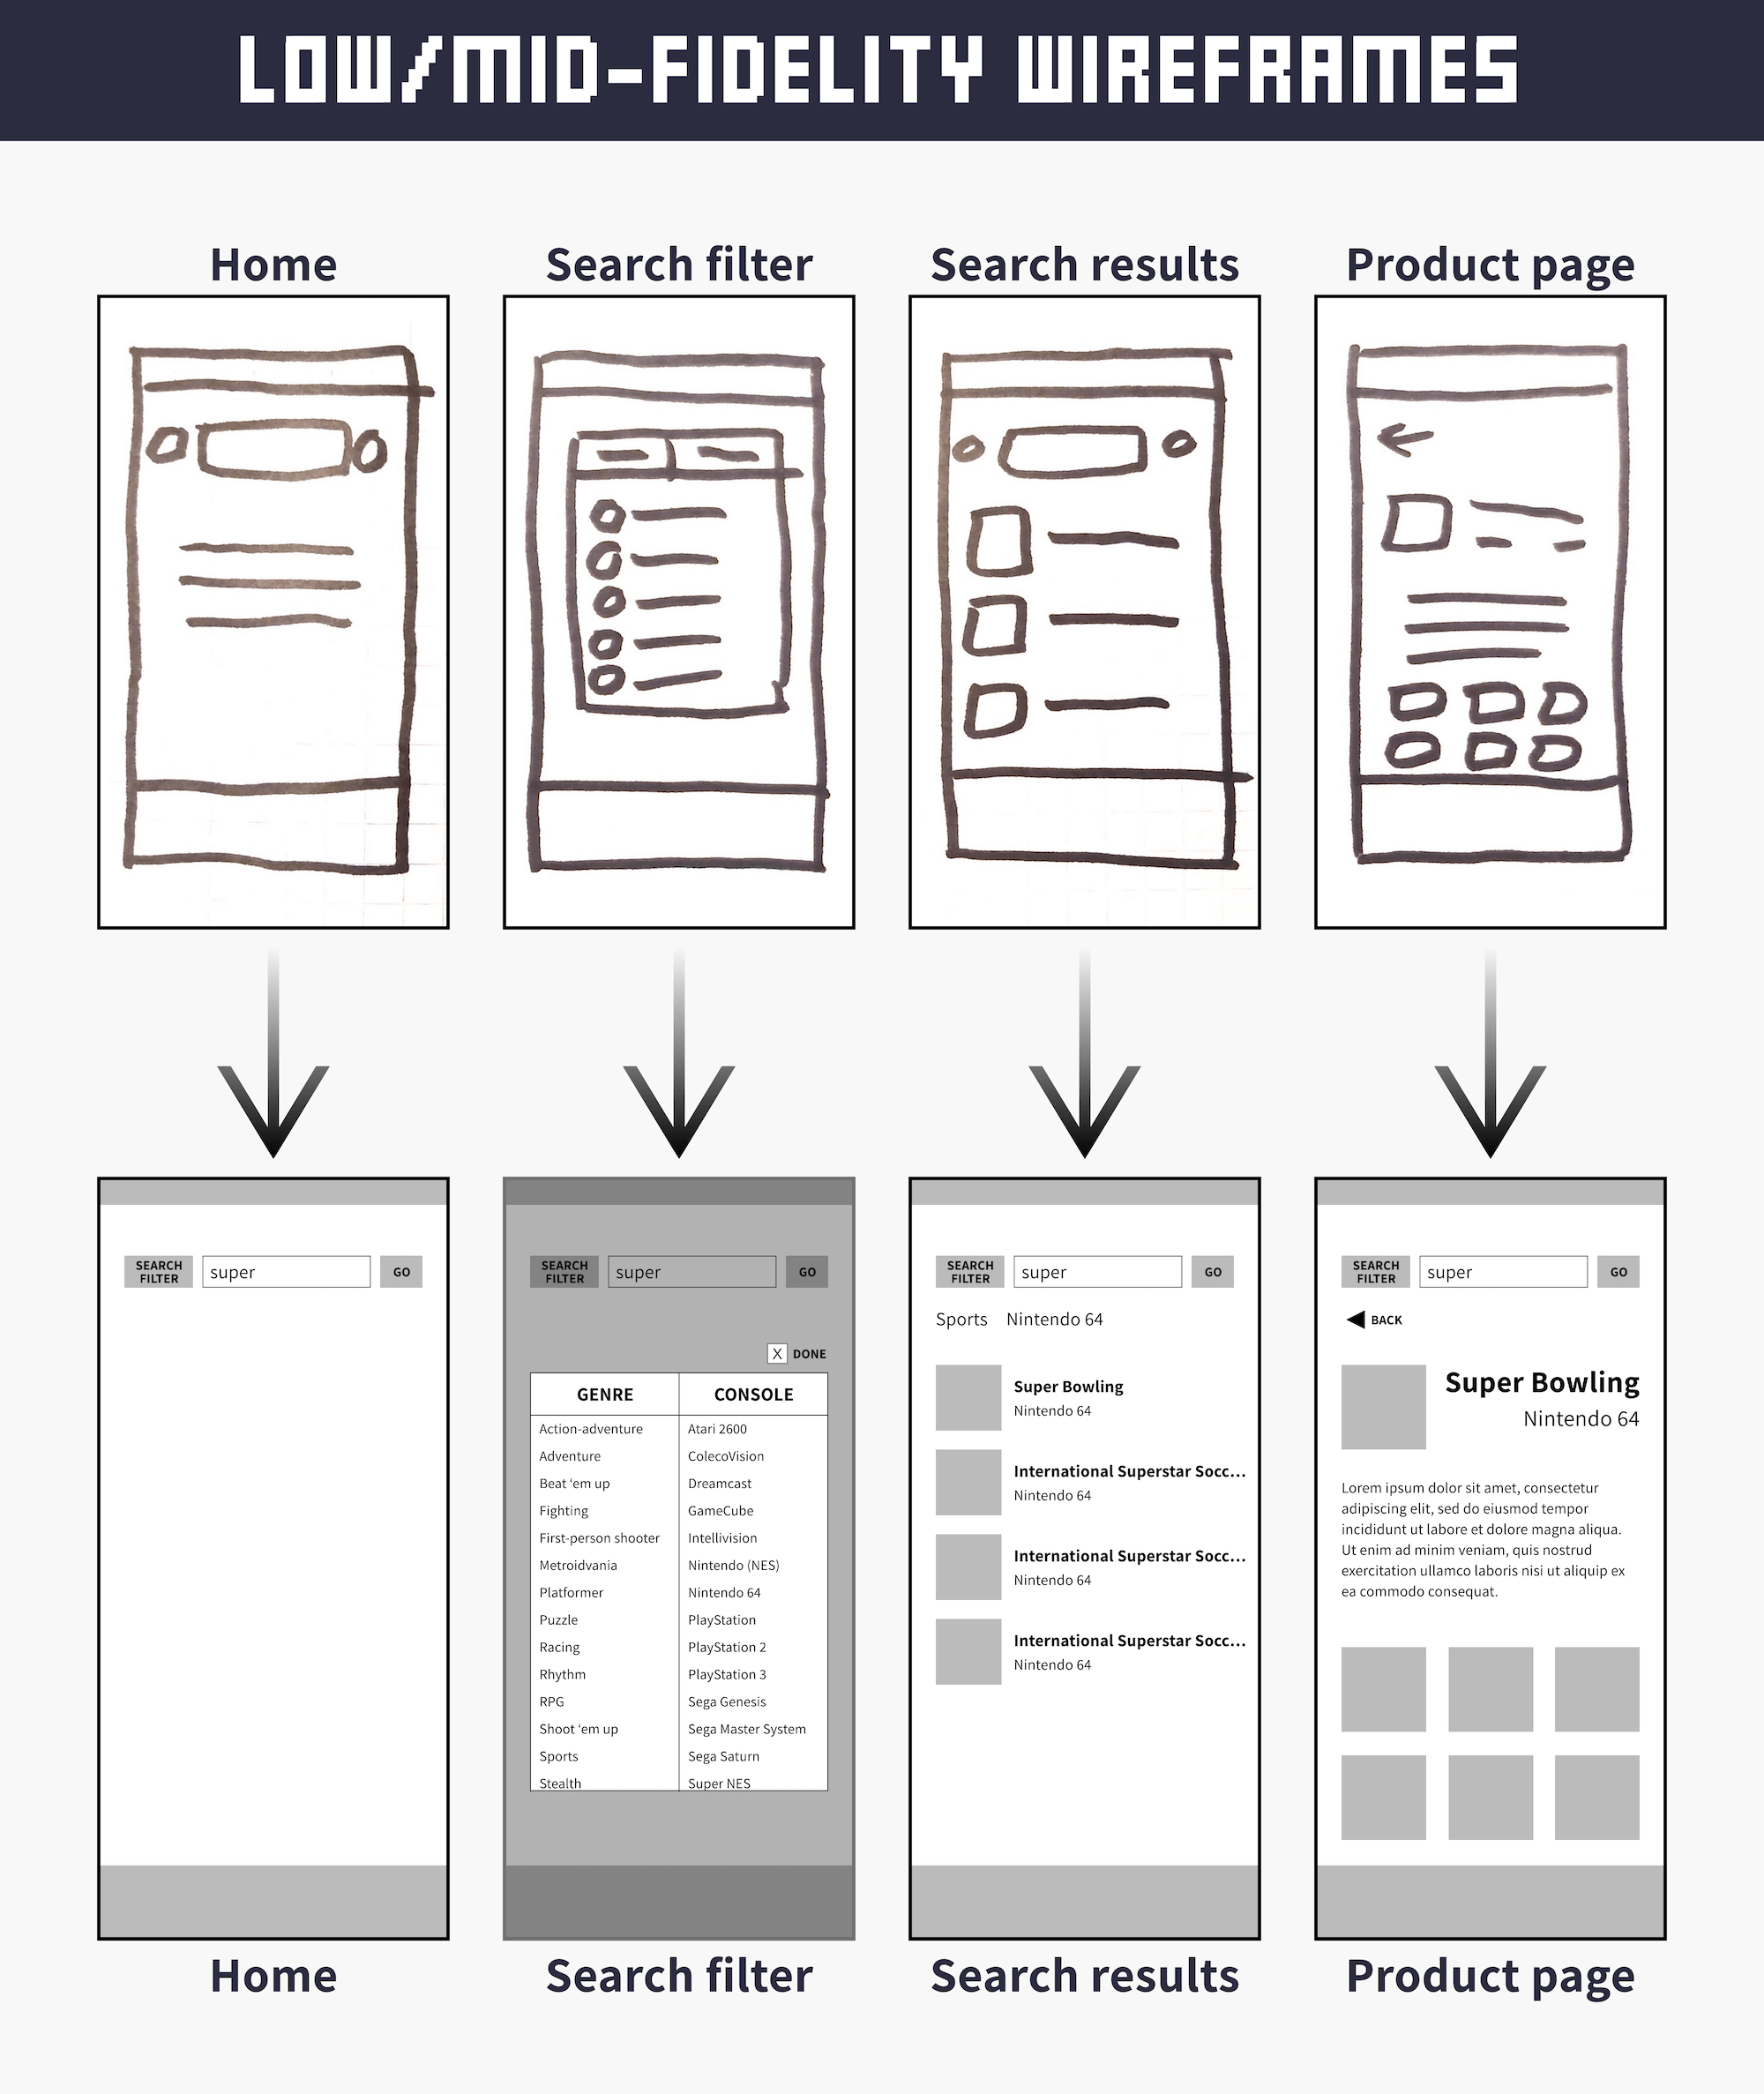 LOW/MID-FIDELITY WIREFRAMES
Home
Search filter
Search results
Product page
SEARCH
FILTER
super
GO
SEARCH
FILTER
super
GO
X DONE
GENRE CONSOLE
Action-adventure Atari 2600
Adventure ColecoVision
Beat ‘em up Dreamcast
Fighting GameCube
First-person shooter Intellivision
Metroidvania Nintendo (NES)
Platformer Nintendo 64
Puzzle PlayStation
Racing PlayStation 2
Rhythm PlayStation 3
RPG Sega Genesis
Shoot ‘em up Sega Master System
Sports Sega Saturn
Stealth Super NES
SEARCH
FILTER
super
GO
Sports Nintendo 64
Super Bowling
Nintendo 64
International Superstar Socc...
Nintendo 64
International Superstar Socc...
Nintendo 64
International Superstar Socc...
Nintendo 64
SEARCH
FILTER
super
GO
BACK
Super Bowling
Nintendo 64
Lorem ipsum dolor sit amet, consectetur
adipiscing elit, sed do eiusmod tempor
incididunt ut labore et dolore magna aliqua.
Ut enim ad minim veniam, quis nostrud
exercitation ullamco laboris nisi ut aliquip ex
ea commodo consequat.
Home
Search filter
Search results
Product page